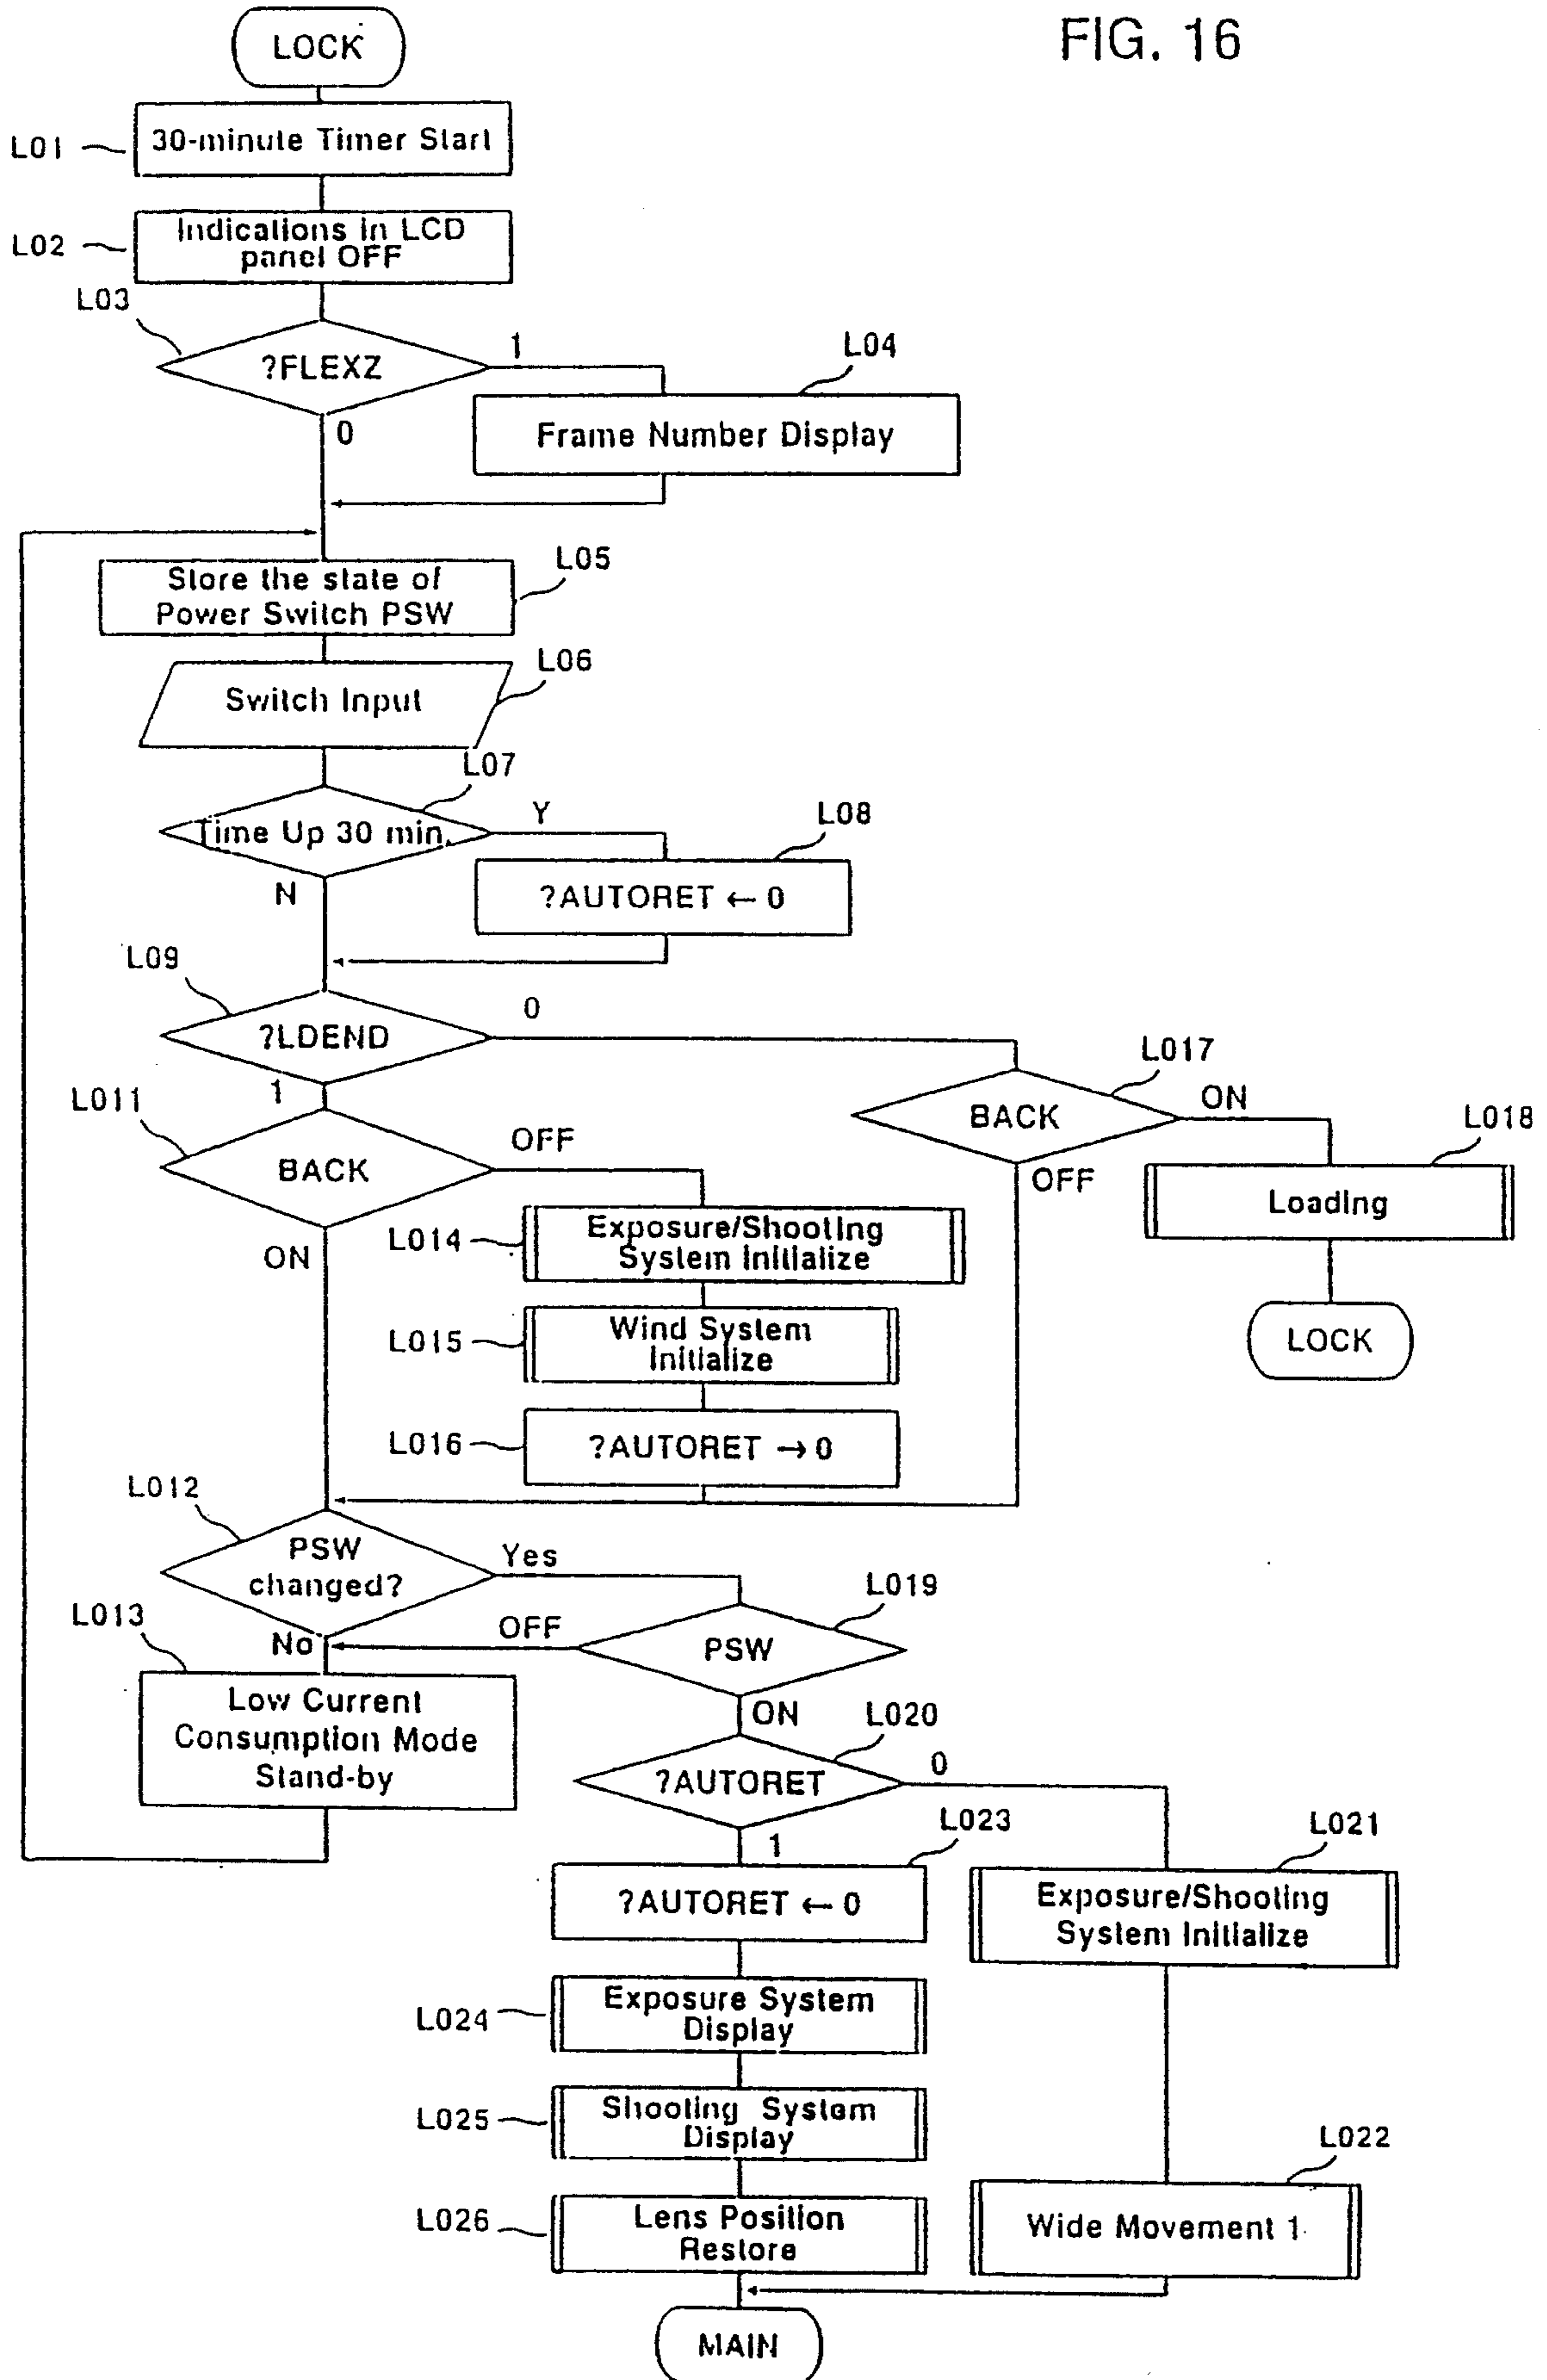 FIG. 16
LOCK
L01
30-minute Timer Start
L02
Indications in LCD
panel OFF
L03
?FLEXZ
1
0
L04
Frame Number Display
L05
Store the state of
Power Switch PSW
L06
Switch Input
L07
Time Up 30 min.
Y
N
L08
?AUTORET ← 0
L09
?LDEND
0
1
L011
BACK
OFF
ON
L017
BACK
ON
OFF
L018
Loading
LOCK
L014
Exposure/Shooting
System Initialize
L015
Wind System
Initialize
L016
?AUTORET → 0
L012
PSW
changed?
Yes
No
L019
PSW
OFF
ON
L013
Low Current
Consumption Mode
Stand-by
L020
?AUTORET
0
1
L023
?AUTORET ← 0
L021
Exposure/Shooting
System Initialize
L024
Exposure System
Display
L025
Shooting System
Display
L022
Wide Movement 1
L026
Lens Position
Restore
MAIN